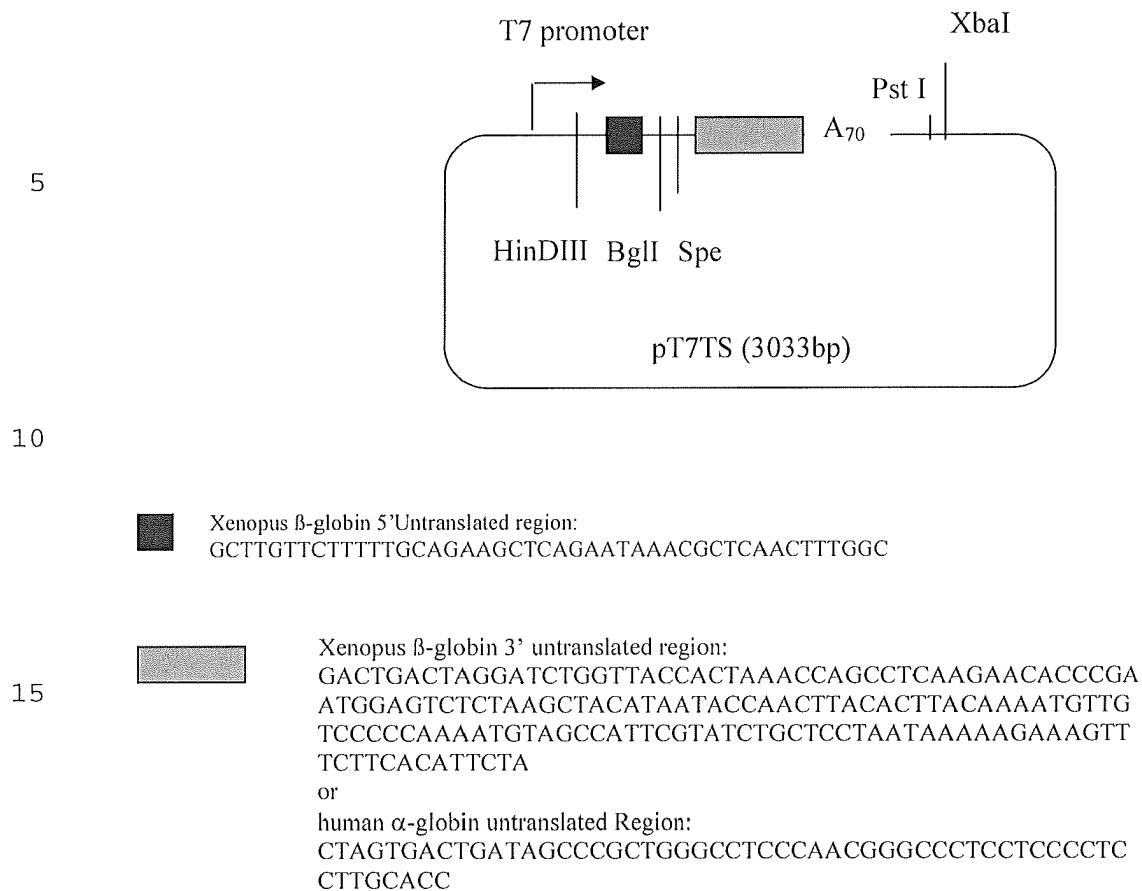 T7 promoter
XbaI
Pst I
A70
5
HinDIII BglI Spe
pT7TS (3033bp)
10
Xenopus ß-globin 5'Untranslated region:
GCTTGTTCTTTTTGCAGAAGCTCAGAATAAACGCTCAACTTTGGC
Xenopus ß-globin 3' untranslated region:
GACTGACTAGGATCTGGTTACCACTAAACCAGCCTCAAGAACACCCGA
15
ATGGAGTCTCTAAGCTACATAATACCAACTTACACTTACAAAATGTTG
TCCCCCAAAATGTAGCCATTCGTATCTGCTCCTAATAAAAAGAAAGTT
TCTTCACATTCTA
or
human α-globin untranslated Region:
CTAGTGACTGATAGCCCGCTGGGCCTCCCAACGGGCCCTCCTCCCCTC
CTTGCACC